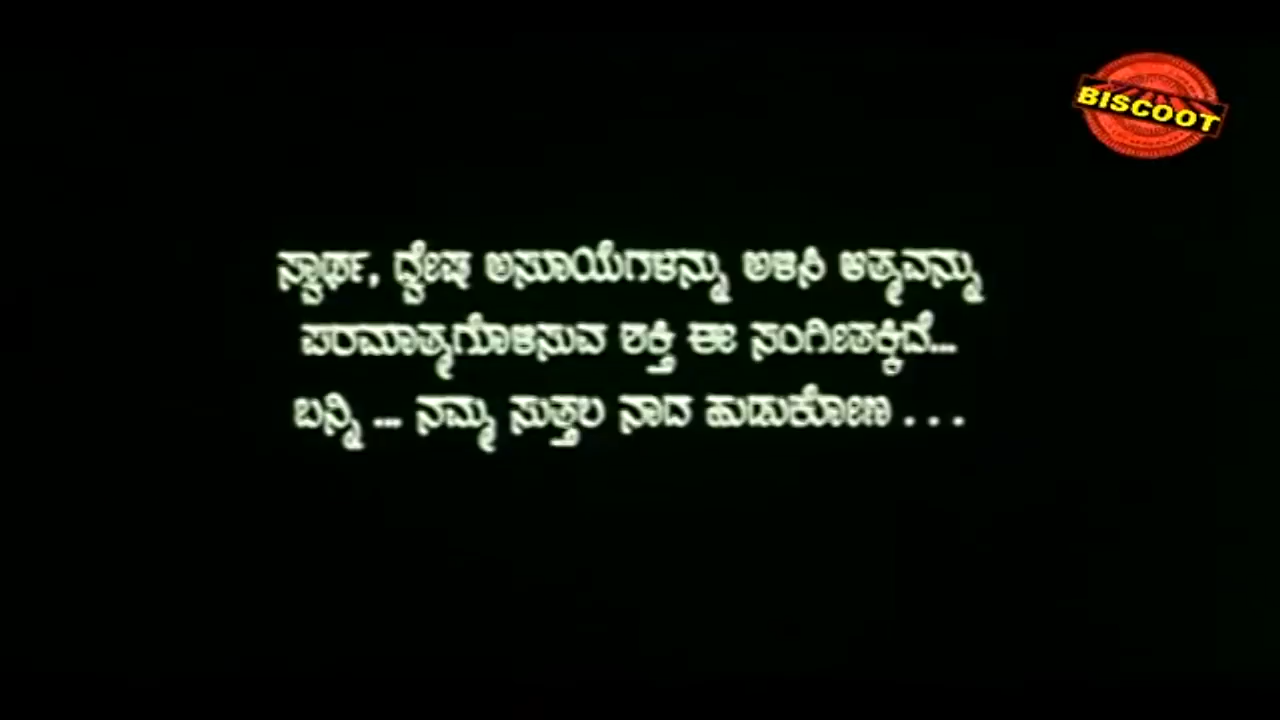 BISCOOT
ಸ್ವಾರ್ಥ, ದ್ವೇಷ ಅಸೂಯೆಗಳನ್ನು ಅಳಿಸಿ ಆತ್ಮವನ್ನು
ಪರಮಾತ್ಮಗೊಳಿಸುವ ಶಕ್ತಿ ಈ ಸಂಗೀತಕ್ಕಿದೆ...
ಬನ್ನಿ ... ನಮ್ಮ ಸುತ್ತಲ ನಾದ ಹುಡುಕೋಣ . . .